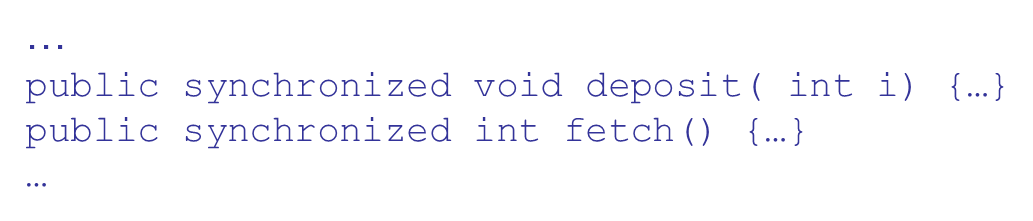 ...
public synchronized void deposit( int i) {…}
public synchronized int fetch() {…}
…